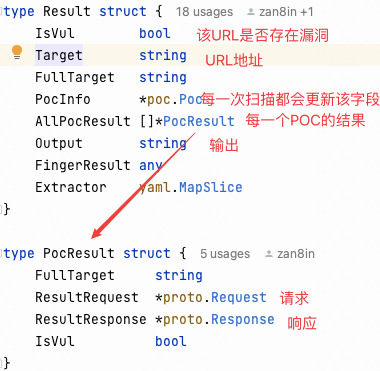 type Result struct { 18 usages zan8in +1
IsVul bool 该URL是否存在漏洞
Target string URL地址
FullTarget string
PocInfo *poc.Poc 每一次扫描都会更新该字段
AllPocResult []*PocResult 每一个POC的结果
Output string 输出
FingerResult any
Extractor yaml.MapSlice
}
type PocResult struct { 5 usages zan8in
FullTarget string
ResultRequest *proto.Request 请求
ResultResponse *proto.Response 响应
IsVul bool
}